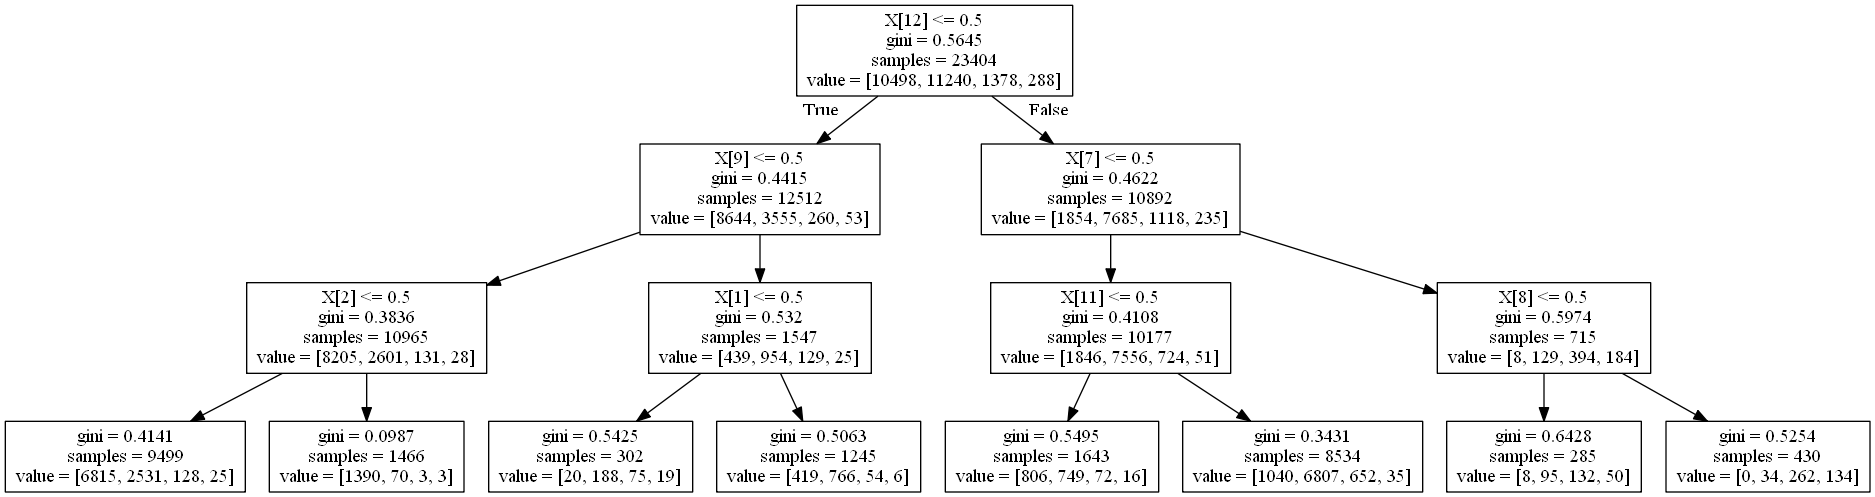 X[12] <= 0.5
gini = 0.5645
samples = 23404
value = [10498, 11240, 1378, 288]
True
False
X[9] <= 0.5
gini = 0.4415
samples = 12512
value = [8644, 3555, 260, 53]
X[7] <= 0.5
gini = 0.4622
samples = 10892
value = [1854, 7685, 1118, 235]
X[2] <= 0.5
gini = 0.3836
samples = 10965
value = [8205, 2601, 131, 28]
X[1] <= 0.5
gini = 0.532
samples = 1547
value = [439, 954, 129, 25]
X[11] <= 0.5
gini = 0.4108
samples = 10177
value = [1846, 7556, 724, 51]
X[8] <= 0.5
gini = 0.5974
samples = 715
value = [8, 129, 394, 184]
gini = 0.4141
samples = 9499
value = [6815, 2531, 128, 25]
gini = 0.0987
samples = 1466
value = [1390, 70, 3, 3]
gini = 0.5425
samples = 302
value = [20, 188, 75, 19]
gini = 0.5063
samples = 1245
value = [419, 766, 54, 6]
gini = 0.5495
samples = 1643
value = [806, 749, 72, 16]
gini = 0.3431
samples = 8534
value = [1040, 6807, 652, 35]
gini = 0.6428
samples = 285
value = [8, 95, 132, 50]
gini = 0.5254
samples = 430
value = [0, 34, 262, 134]